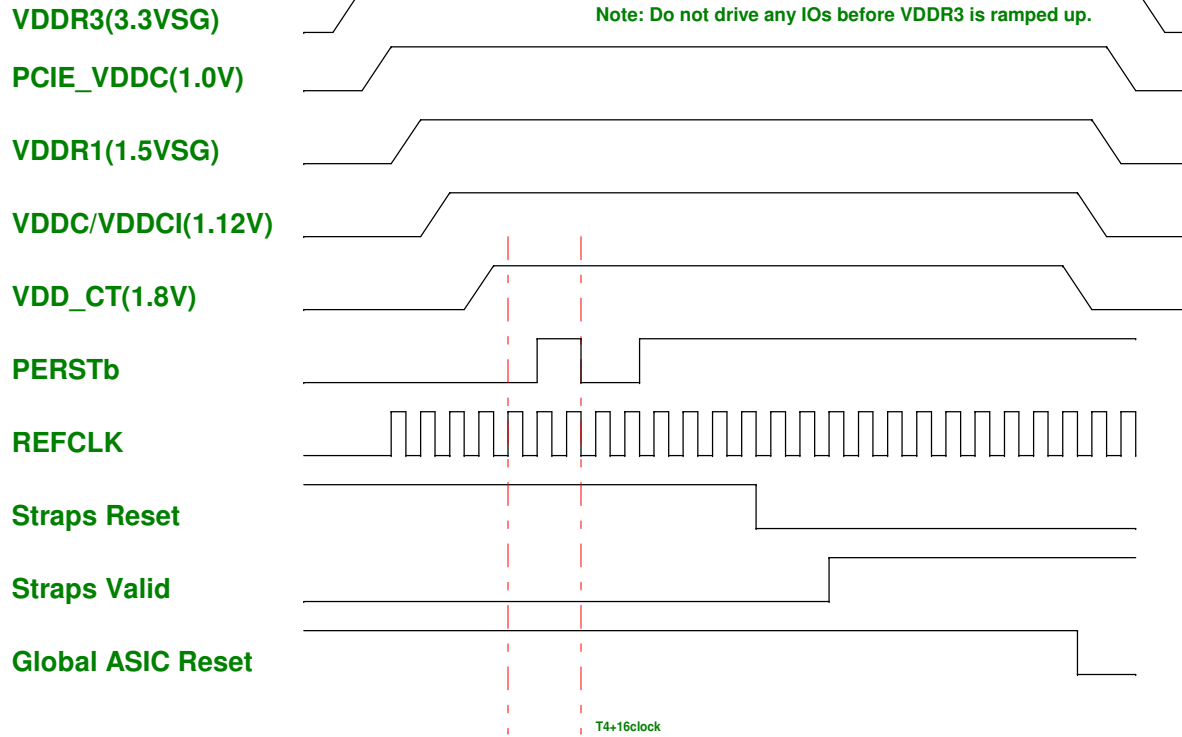 VDDR3(3.3VSG)
Note: Do not drive any IOs before VDDR3 is ramped up.
PCIE_VDDC(1.0V)
VDDR1(1.5VSG)
VDDC/VDDCI(1.12V)
VDD_CT(1.8V)
PERSTb
REFCLK
Straps Reset
Straps Valid
Global ASIC Reset
T4+16clock